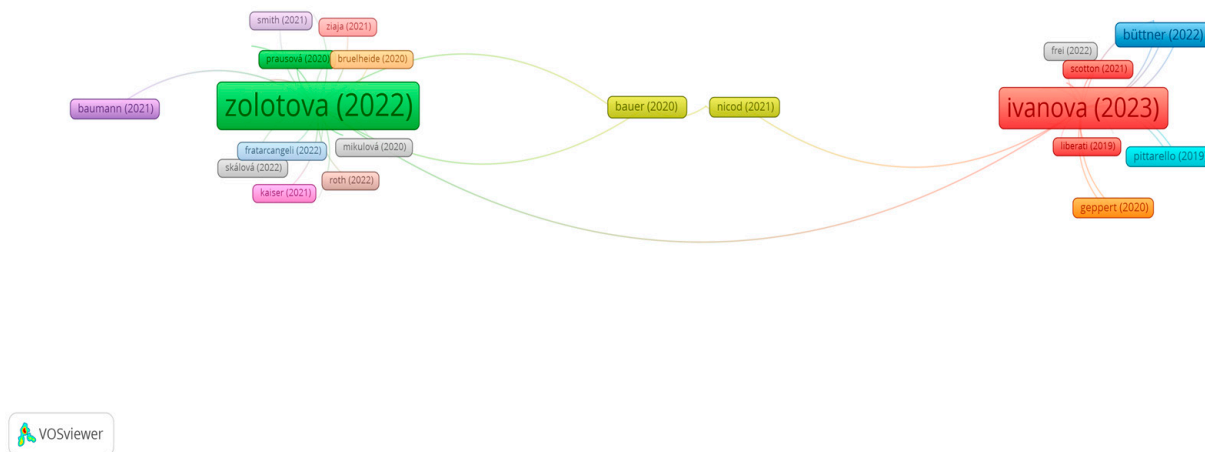 smith (2021)
ziaja (2021)
prausová (2020)
bruelheide (2020)
baumann (2021)
zolotova (2022)
fratarcangeli (2022)
mikulová (2020)
skálová (2022)
roth (2022)
kaiser (2021)
bauer (2020)
nicod (2021)
büttner (2022)
frei (2022)
scotton (2021)
ivanova (2023)
liberati (2019)
pittarello (2019
geppert (2020)
VOSviewer